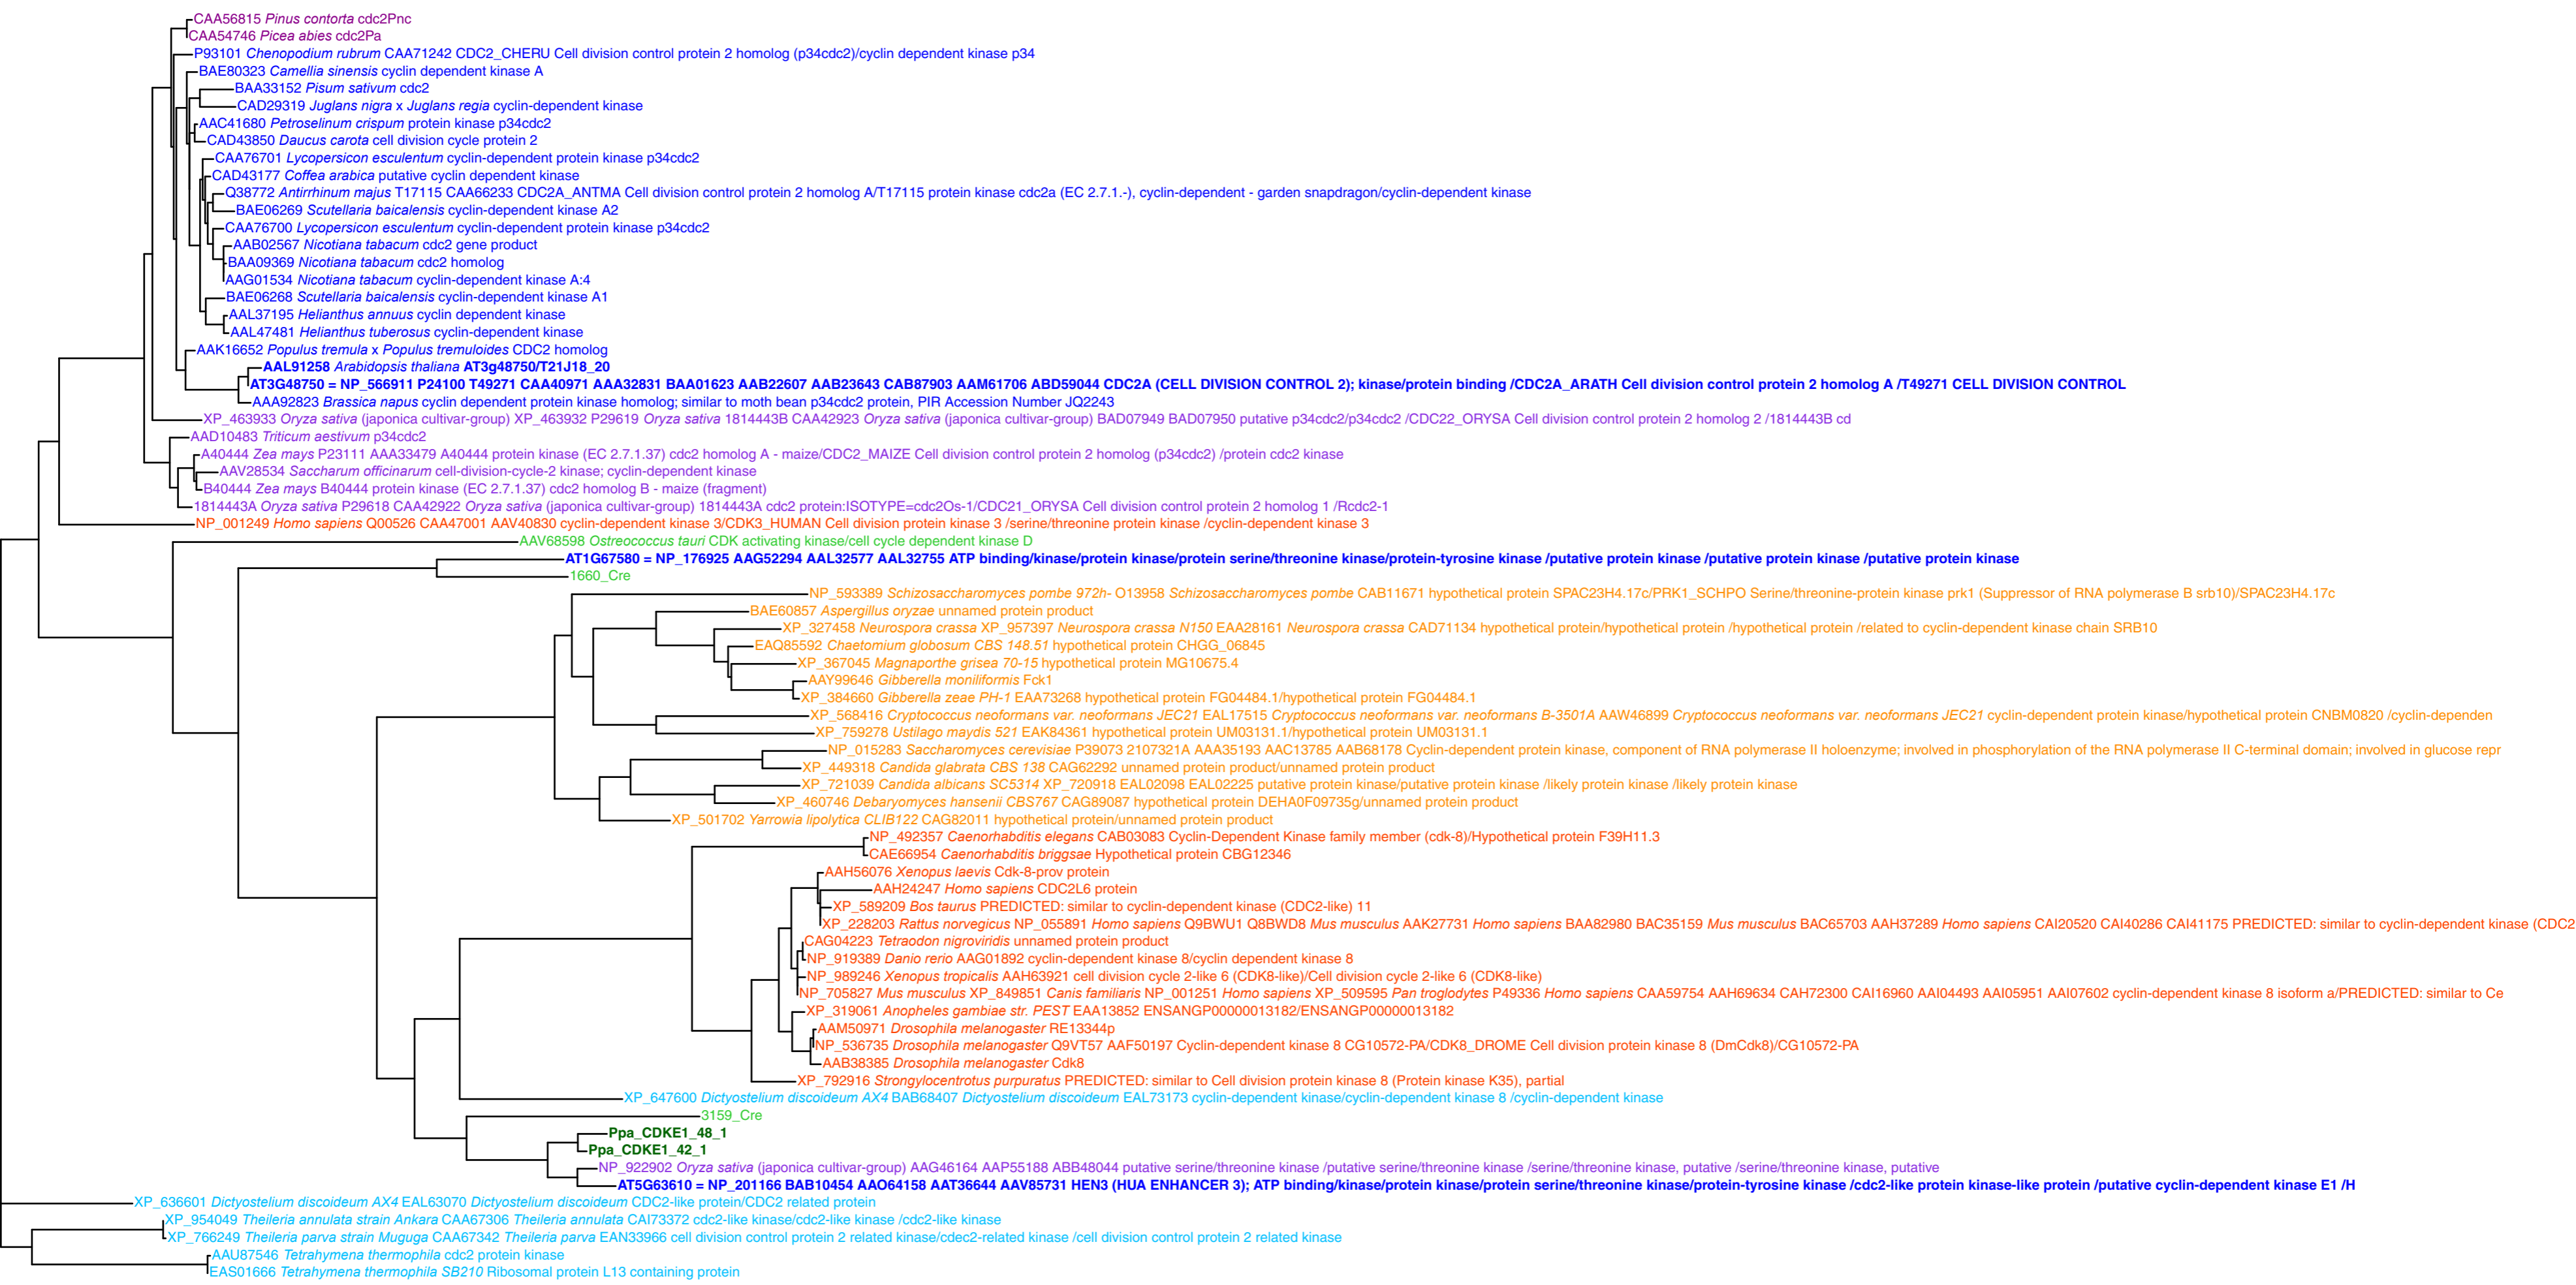 CAA56815 Pinus contorta cdc2Pnc
CAA54746 Picea abies cdc2Pa
P93101 Chenopodium rubrum CAA71242 CDC2_CHERU Cell division control protein 2 homolog (p34cdc2)/cyclin dependent kinase p34
BAE80323 Camellia sinensis cyclin dependent kinase A
BAA33152 Pisum sativum cdc2
CAD29319 Juglans nigra x Juglans regia cyclin-dependent kinase
AAC41680 Petroselinum crispum protein kinase p34cdc2
CAD43850 Daucus carota cell division cycle protein 2
CAA76701 Lycopersicon esculentum cyclin-dependent protein kinase p34cdc2
CAD43177 Coffea arabica putative cyclin dependent kinase
Q38772 Antirrhinum majus T17115 CAA66233 CDC2A_ANTMA Cell division control protein 2 homolog A/T17115 protein kinase cdc2a (EC 2.7.1.-), cyclin-dependent - garden snapdragon/cyclin-dependent kinase
BAE06269 Scutellaria baicalensis cyclin-dependent kinase A2
CAA76700 Lycopersicon esculentum cyclin-dependent protein kinase p34cdc2
AAB02567 Nicotiana tabacum cdc2 gene product
BAA09369 Nicotiana tabacum cdc2 homolog
AAG01534 Nicotiana tabacum cyclin-dependent kinase A:4
BAE06268 Scutellaria baicalensis cyclin-dependent kinase A1
AAL37195 Helianthus annuus cyclin dependent kinase
AAL47481 Helianthus tuberosus cyclin-dependent kinase
AAK16652 Populus tremula x Populus tremuloides CDC2 homolog
AAL91258 Arabidopsis thaliana AT3g48750/T21J18_20
AT3G48750 = NP_566911 P24100 T49271 CAA40971 AAA32831 BAA01623 AAB22607 AAB23643 CAB87903 AAM61706 ABD59044 CDC2A (CELL DIVISION CONTROL 2); kinase/protein binding /CDC2A_ARATH Cell division control protein 2 homolog A /T49271 CELL DIVISION CONTROL
AAA92823 Brassica napus cyclin dependent protein kinase homolog; similar to moth bean p34cdc2 protein, PIR Accession Number JQ2243
XP_463933 Oryza sativa (japonica cultivar-group) XP_463932 P29619 Oryza sativa 1814443B CAA42923 Oryza sativa (japonica cultivar-group) BAD07949 BAD07950 putative p34cdc2/p34cdc2 /CDC22_ORYSA Cell division control protein 2 homolog 2 /1814443B cd
AAD10483 Triticum aestivum p34cdc2
A40444 Zea mays P23111 AAA33479 A40444 protein kinase (EC 2.7.1.37) cdc2 homolog A - maize/CDC2_MAIZE Cell division control protein 2 homolog (p34cdc2) /protein cdc2 kinase
AAV28534 Saccharum officinarum cell-division-cycle-2 kinase; cyclin-dependent kinase
B40444 Zea mays B40444 protein kinase (EC 2.7.1.37) cdc2 homolog B - maize (fragment)
1814443A Oryza sativa P29618 CAA42922 Oryza sativa (japonica cultivar-group) 1814443A cdc2 protein:ISOTYPE=cdc2Os-1/CDC21_ORYSA Cell division control protein 2 homolog 1 /Rcdc2-1
NP_001249 Homo sapiens Q00526 CAA47001 AAV40830 cyclin-dependent kinase 3/CDK3_HUMAN Cell division protein kinase 3 /serine/threonine protein kinase /cyclin-dependent kinase 3
AAV68598 Ostreococcus tauri CDK activating kinase/cell cycle dependent kinase D
AT1G67580 = NP_176925 AAG52294 AAL32577 AAL32755 ATP binding/kinase/protein kinase/protein serine/threonine kinase/protein-tyrosine kinase /putative protein kinase /putative protein kinase /putative protein kinase
1660_Cre
NP_593389 Schizosaccharomyces pombe 972h- O13958 Schizosaccharomyces pombe CAB11671 hypothetical protein SPAC23H4.17c/PRK1_SCHPO Serine/threonine-protein kinase prk1 (Suppressor of RNA polymerase B srb10)/SPAC23H4.17c
BAE60857 Aspergillus oryzae unnamed protein product
XP_327458 Neurospora crassa XP_957397 Neurospora crassa N150 EAA28161 Neurospora crassa CAD71134 hypothetical protein/hypothetical protein /hypothetical protein /related to cyclin-dependent kinase chain SRB10
EAQ85592 Chaetomium globosum CBS 148.51 hypothetical protein CHGG_06845
XP_367045 Magnaporthe grisea 70-15 hypothetical protein MG10675.4
AAY99646 Gibberella moniliformis Fck1
XP_384660 Gibberella zeae PH-1 EAA73268 hypothetical protein FG04484.1/hypothetical protein FG04484.1
XP_568416 Cryptococcus neoformans var. neoformans JEC21 EAL17515 Cryptococcus neoformans var. neoformans B-3501A AAW46899 Cryptococcus neoformans var. neoformans JEC21 cyclin-dependent protein kinase/hypothetical protein CNBM0820 /cyclin-dependen
XP_759278 Ustilago maydis 521 EAK84361 hypothetical protein UM03131.1/hypothetical protein UM03131.1
NP_015283 Saccharomyces cerevisiae P39073 2107321A AAA35193 AAC13785 AAB68178 Cyclin-dependent protein kinase, component of RNA polymerase II holoenzyme; involved in phosphorylation of the RNA polymerase II C-terminal domain; involved in glucose repr
XP_449318 Candida glabrata CBS 138 CAG62292 unnamed protein product/unnamed protein product
XP_721039 Candida albicans SC5314 XP_720918 EAL02098 EAL02225 putative protein kinase/putative protein kinase /likely protein kinase /likely protein kinase
XP_460746 Debaryomyces hansenii CBS767 CAG89087 hypothetical protein DEHA0F09735g/unnamed protein product
XP_501702 Yarrowia lipolytica CLIB122 CAG82011 hypothetical protein/unnamed protein product
NP_492357 Caenorhabditis elegans CAB03083 Cyclin-Dependent Kinase family member (cdk-8)/Hypothetical protein F39H11.3
CAE66954 Caenorhabditis briggsae Hypothetical protein CBG12346
AAH56076 Xenopus laevis Cdk-8-prov protein
AAH24247 Homo sapiens CDC2L6 protein
XP_589209 Bos taurus PREDICTED: similar to cyclin-dependent kinase (CDC2-like) 11
XP_228203 Rattus norvegicus NP_055891 Homo sapiens Q9BWU1 Q8BWD8 Mus musculus AAK27731 Homo sapiens BAA82980 BAC35159 Mus musculus BAC65703 AAH37289 Homo sapiens CAI20520 CAI40286 CAI41175 PREDICTED: similar to cyclin-dependent kinase (CDC2
CAG04223 Tetraodon nigroviridis unnamed protein product
NP_919389 Danio rerio AAG01892 cyclin-dependent kinase 8/cyclin dependent kinase 8
NP_989246 Xenopus tropicalis AAH63921 cell division cycle 2-like 6 (CDK8-like)/Cell division cycle 2-like 6 (CDK8-like)
NP_705827 Mus musculus XP_849851 Canis familiaris NP_001251 Homo sapiens XP_509595 Pan troglodytes P49336 Homo sapiens CAA59754 AAH69634 CAH72300 CAI16960 AAI04493 AAI05951 AAI07602 cyclin-dependent kinase 8 isoform a/PREDICTED: similar to Ce
XP_319061 Anopheles gambiae str. PEST EAA13852 ENSANGP00000013182/ENSANGP00000013182
AAM50971 Drosophila melanogaster RE13344p
NP_536735 Drosophila melanogaster Q9VT57 AAF50197 Cyclin-dependent kinase 8 CG10572-PA/CDK8_DROME Cell division protein kinase 8 (DmCdk8)/CG10572-PA
AAB38385 Drosophila melanogaster Cdk8
XP_792916 Strongylocentrotus purpuratus PREDICTED: similar to Cell division protein kinase 8 (Protein kinase K35), partial
XP_647600 Dictyostelium discoideum AX4 BAB68407 Dictyostelium discoideum EAL73173 cyclin-dependent kinase/cyclin-dependent kinase 8 /cyclin-dependent kinase
3159_Cre
Ppa_CDKE1_48_1
Ppa_CDKE1_42_1
NP_922902 Oryza sativa (japonica cultivar-group) AAG46164 AAP55188 ABB48044 putative serine/threonine kinase /putative serine/threonine kinase /serine/threonine kinase, putative /serine/threonine kinase, putative
AT5G63610 = NP_201166 BAB10454 AAO64158 AAT36644 AAV85731 HEN3 (HUA ENHANCER 3); ATP binding/kinase/protein kinase/protein serine/threonine kinase/protein-tyrosine kinase /cdc2-like protein kinase-like protein /putative cyclin-dependent kinase E1 /H
XP_636601 Dictyostelium discoideum AX4 EAL63070 Dictyostelium discoideum CDC2-like protein/CDC2 related protein
XP_954049 Theileria annulata strain Ankara CAA67306 Theileria annulata CAI73372 cdc2-like kinase/cdc2-like kinase /cdc2-like kinase
XP_766249 Theileria parva strain Muguga CAA67342 Theileria parva EAN33966 cell division control protein 2 related kinase/cdec2-related kinase /cell division control protein 2 related kinase
AAU87546 Tetrahymena thermophila cdc2 protein kinase
EAS01666 Tetrahymena thermophila SB210 Ribosomal protein L13 containing protein